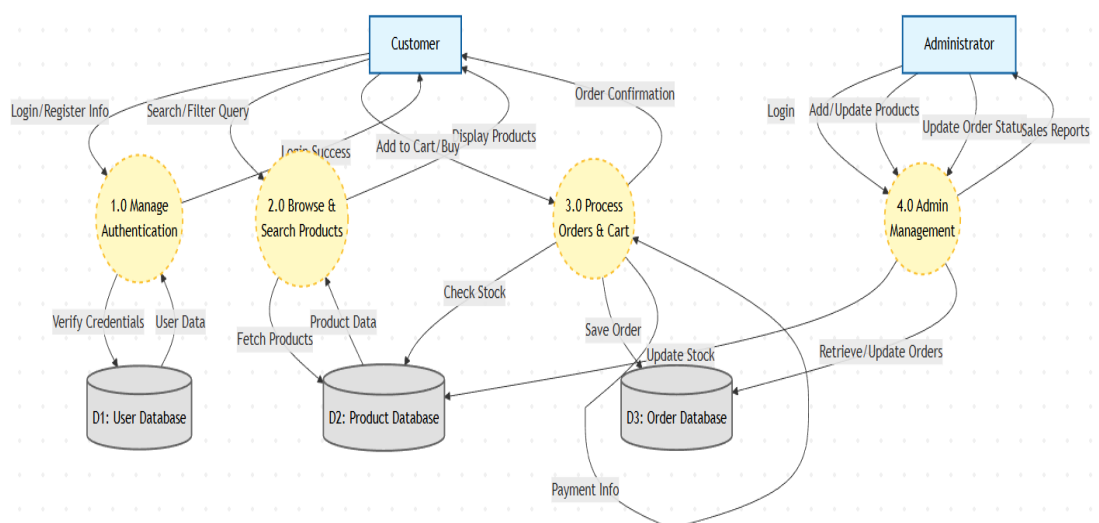 Customer
Administrator
Login/Register Info
Search/Filter Query
Order Confirmation
Login
Add/Update Products
Add to Cart/Buy
Display Products
Update Order Status
Sales Reports
Login Success
1.0 Manage
Authentication
2.0 Browse &
Search Products
3.0 Process
Orders & Cart
4.0 Admin
Management
Verify Credentials
User Data
Fetch Products
Product Data
Check Stock
Save Order
Update Stock
Retrieve/Update Orders
D1: User Database
D2: Product Database
D3: Order Database
Payment Info